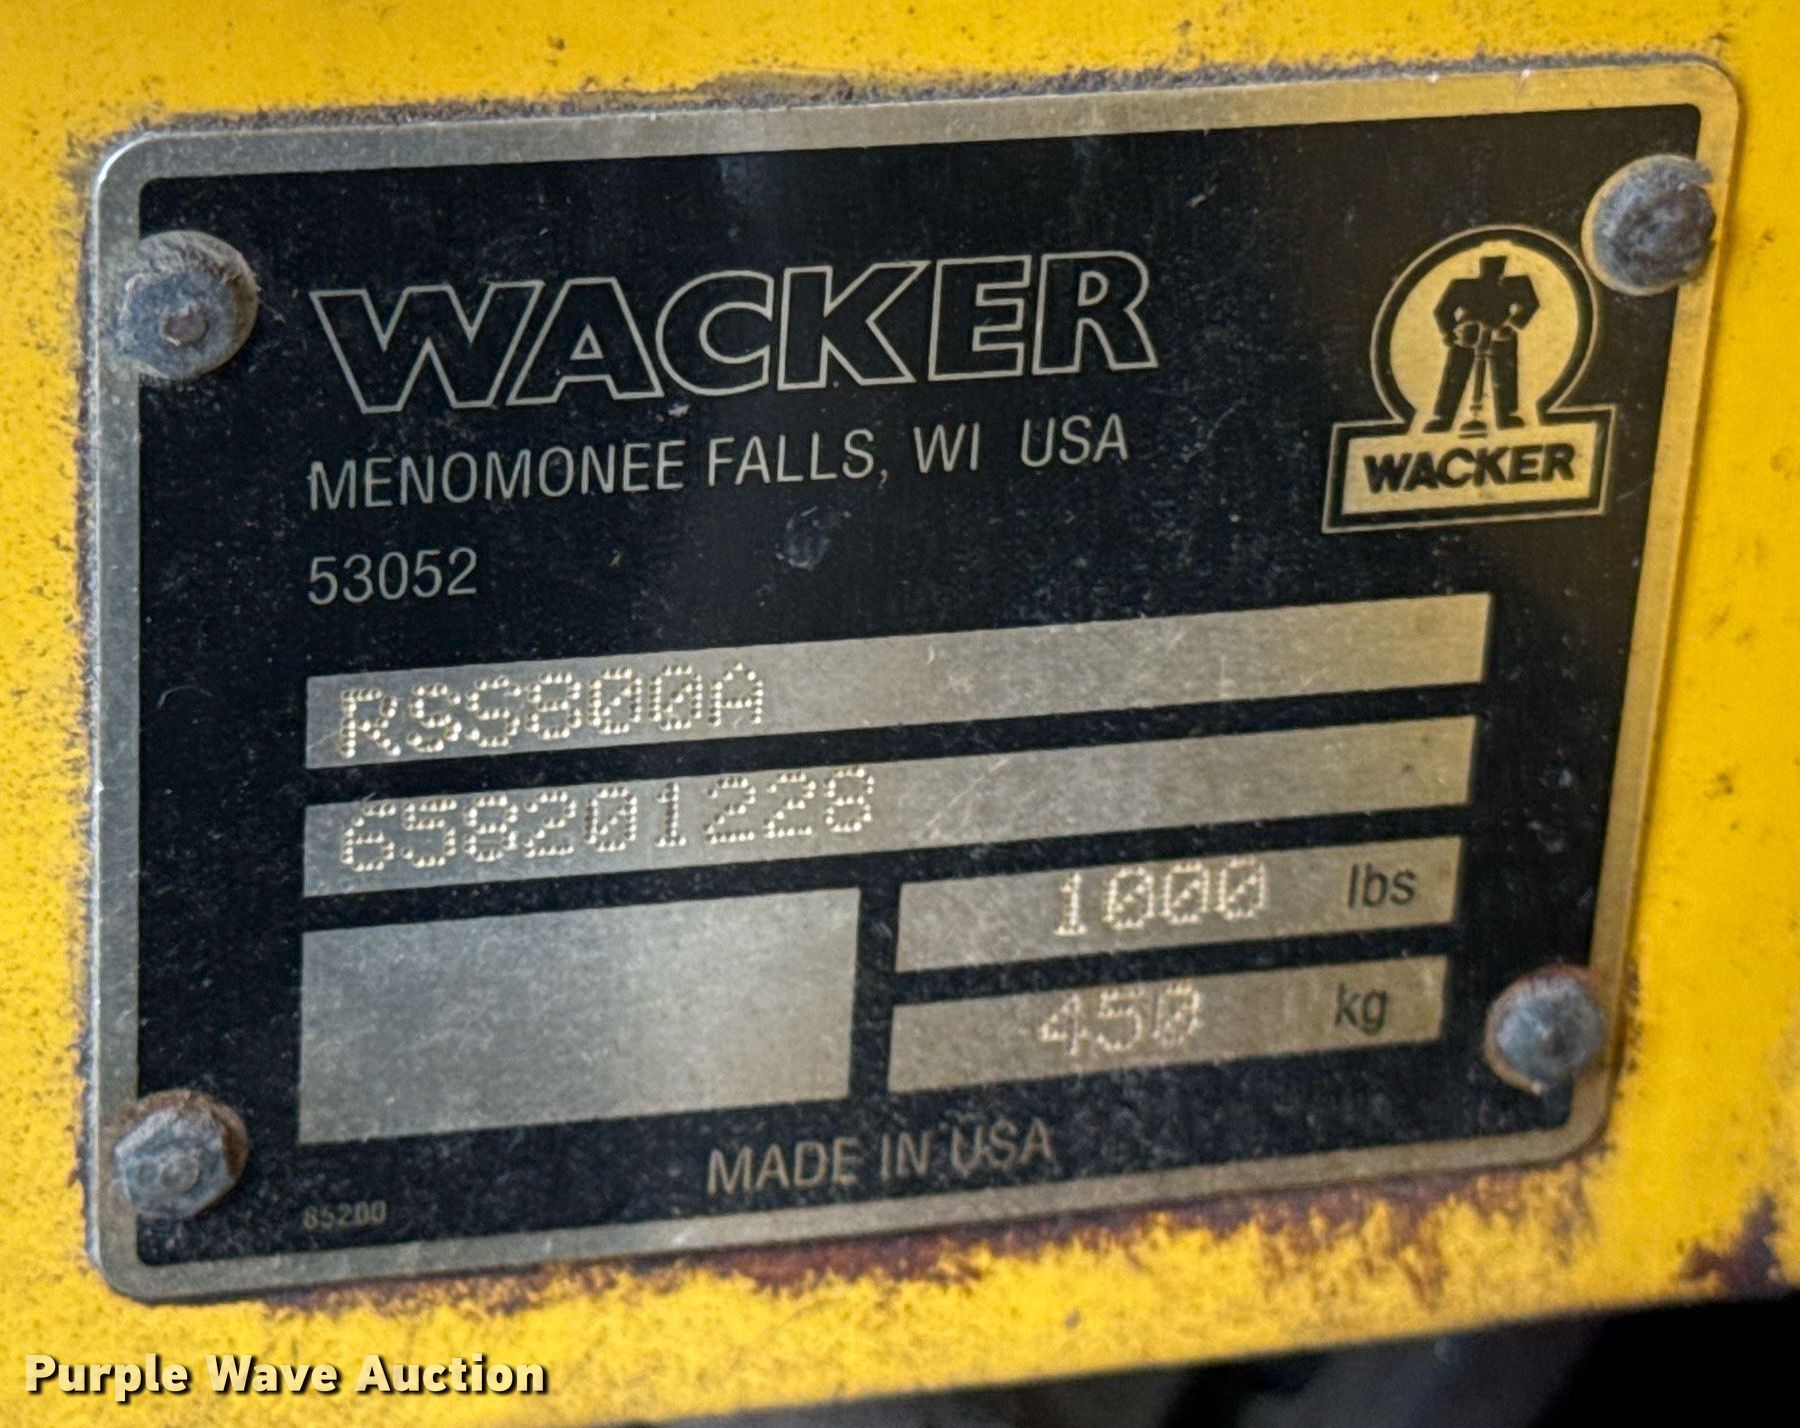 WACKER
MENOMONEE FALLS, WI USA
53052
WACKER
RSS800A
658201228
1000 lbs
450 kg
MADE IN USA
85200
Purple Wave Auction